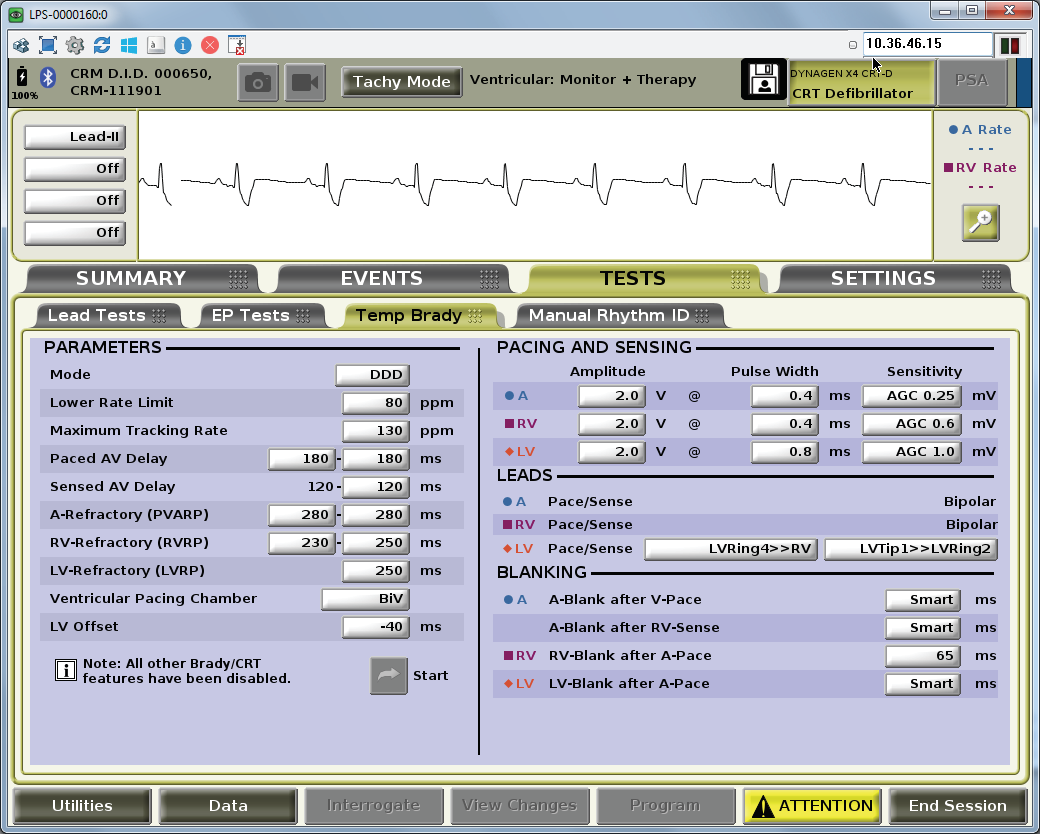 LPS-0000160:0
10.36.46.15
100%
CRM D.I.D. 000650,
CRM-111901
Tachy Mode
Ventricular: Monitor + Therapy
DYNAGEN X4 CRT-D
CRT Defibrillator
PSA
Lead-II
Off
Off
Off
A Rate
- - -
RV Rate
- - -
SUMMARY EVENTS TESTS SETTINGS
Lead Tests EP Tests Temp Brady Manual Rhythm ID
PARAMETERS
Mode DDD
Lower Rate Limit 80 ppm
Maximum Tracking Rate 130 ppm
Paced AV Delay 180 - 180 ms
Sensed AV Delay 120 - 120 ms
A-Refractory (PVARP) 280 - 280 ms
RV-Refractory (RVRP) 230 - 250 ms
LV-Refractory (LVRP) 250 ms
Ventricular Pacing Chamber BiV
LV Offset -40 ms
Note: All other Brady/CRT
features have been disabled.
Start
PACING AND SENSING
Amplitude Pulse Width Sensitivity
A 2.0 V @ 0.4 ms AGC 0.25 mV
RV 2.0 V @ 0.4 ms AGC 0.6 mV
LV 2.0 V @ 0.8 ms AGC 1.0 mV
LEADS
A Pace/Sense Bipolar
RV Pace/Sense Bipolar
LV Pace/Sense LVRing4>>RV LVTip1>>LVRing2
BLANKING
A A-Blank after V-Pace Smart ms
A-Blank after RV-Sense Smart ms
RV RV-Blank after A-Pace 65 ms
LV LV-Blank after A-Pace Smart ms
Utilities Data Interrogate View Changes Program ATTENTION End Session